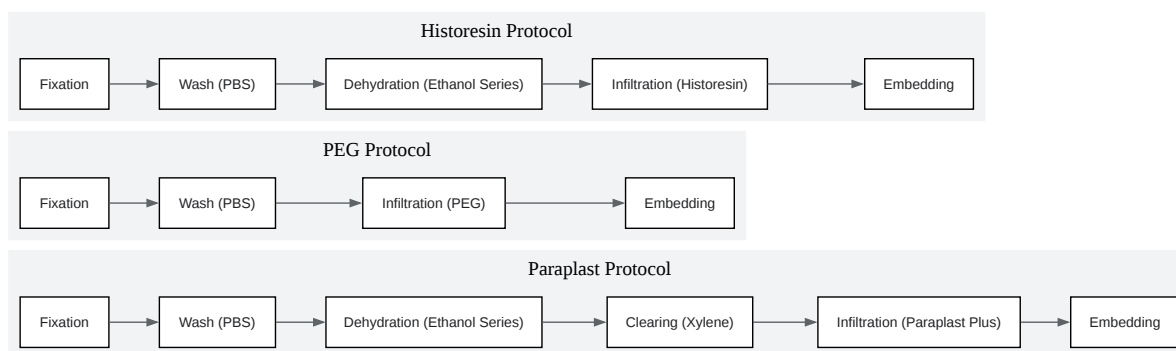 Historesin Protocol
Fixation
Wash (PBS)
Dehydration (Ethanol Series)
Infiltration (Historesin)
Embedding
PEG Protocol
Fixation
Wash (PBS)
Infiltration (PEG)
Embedding
Paraplast Protocol
Fixation
Wash (PBS)
Dehydration (Ethanol Series)
Clearing (Xylene)
Infiltration (Paraplast Plus)
Embedding